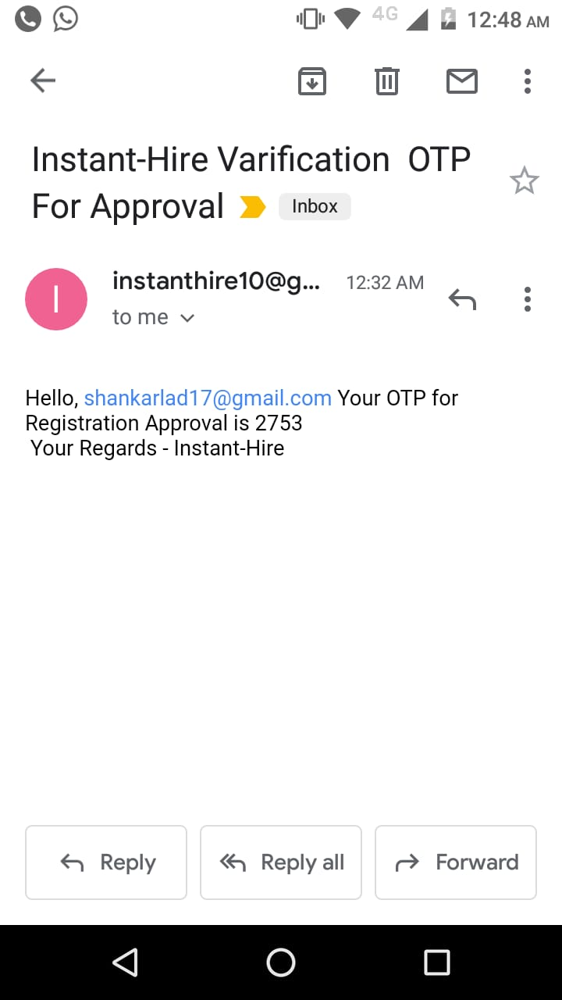 4G 12:48 AM
Instant-Hire Varification OTP
For Approval Inbox
I
instanthire10@g... 12:32 AM
to me
Hello, shankarlad17@gmail.com Your OTP for
Registration Approval is 2753
Your Regards - Instant-Hire
Reply Reply all Forward